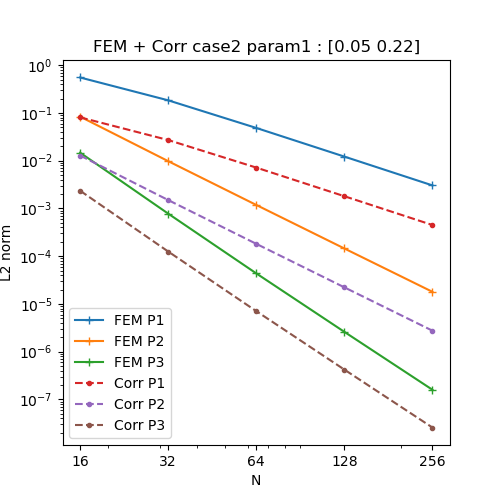 FEM + Corr case2 param1 : [0.05 0.22]
10^0
10^-1
10^-2
10^-3
10^-4
10^-5
10^-6
10^-7
L2 norm
FEM P1
FEM P2
FEM P3
Corr P1
Corr P2
Corr P3
16 32 64 128 256
N